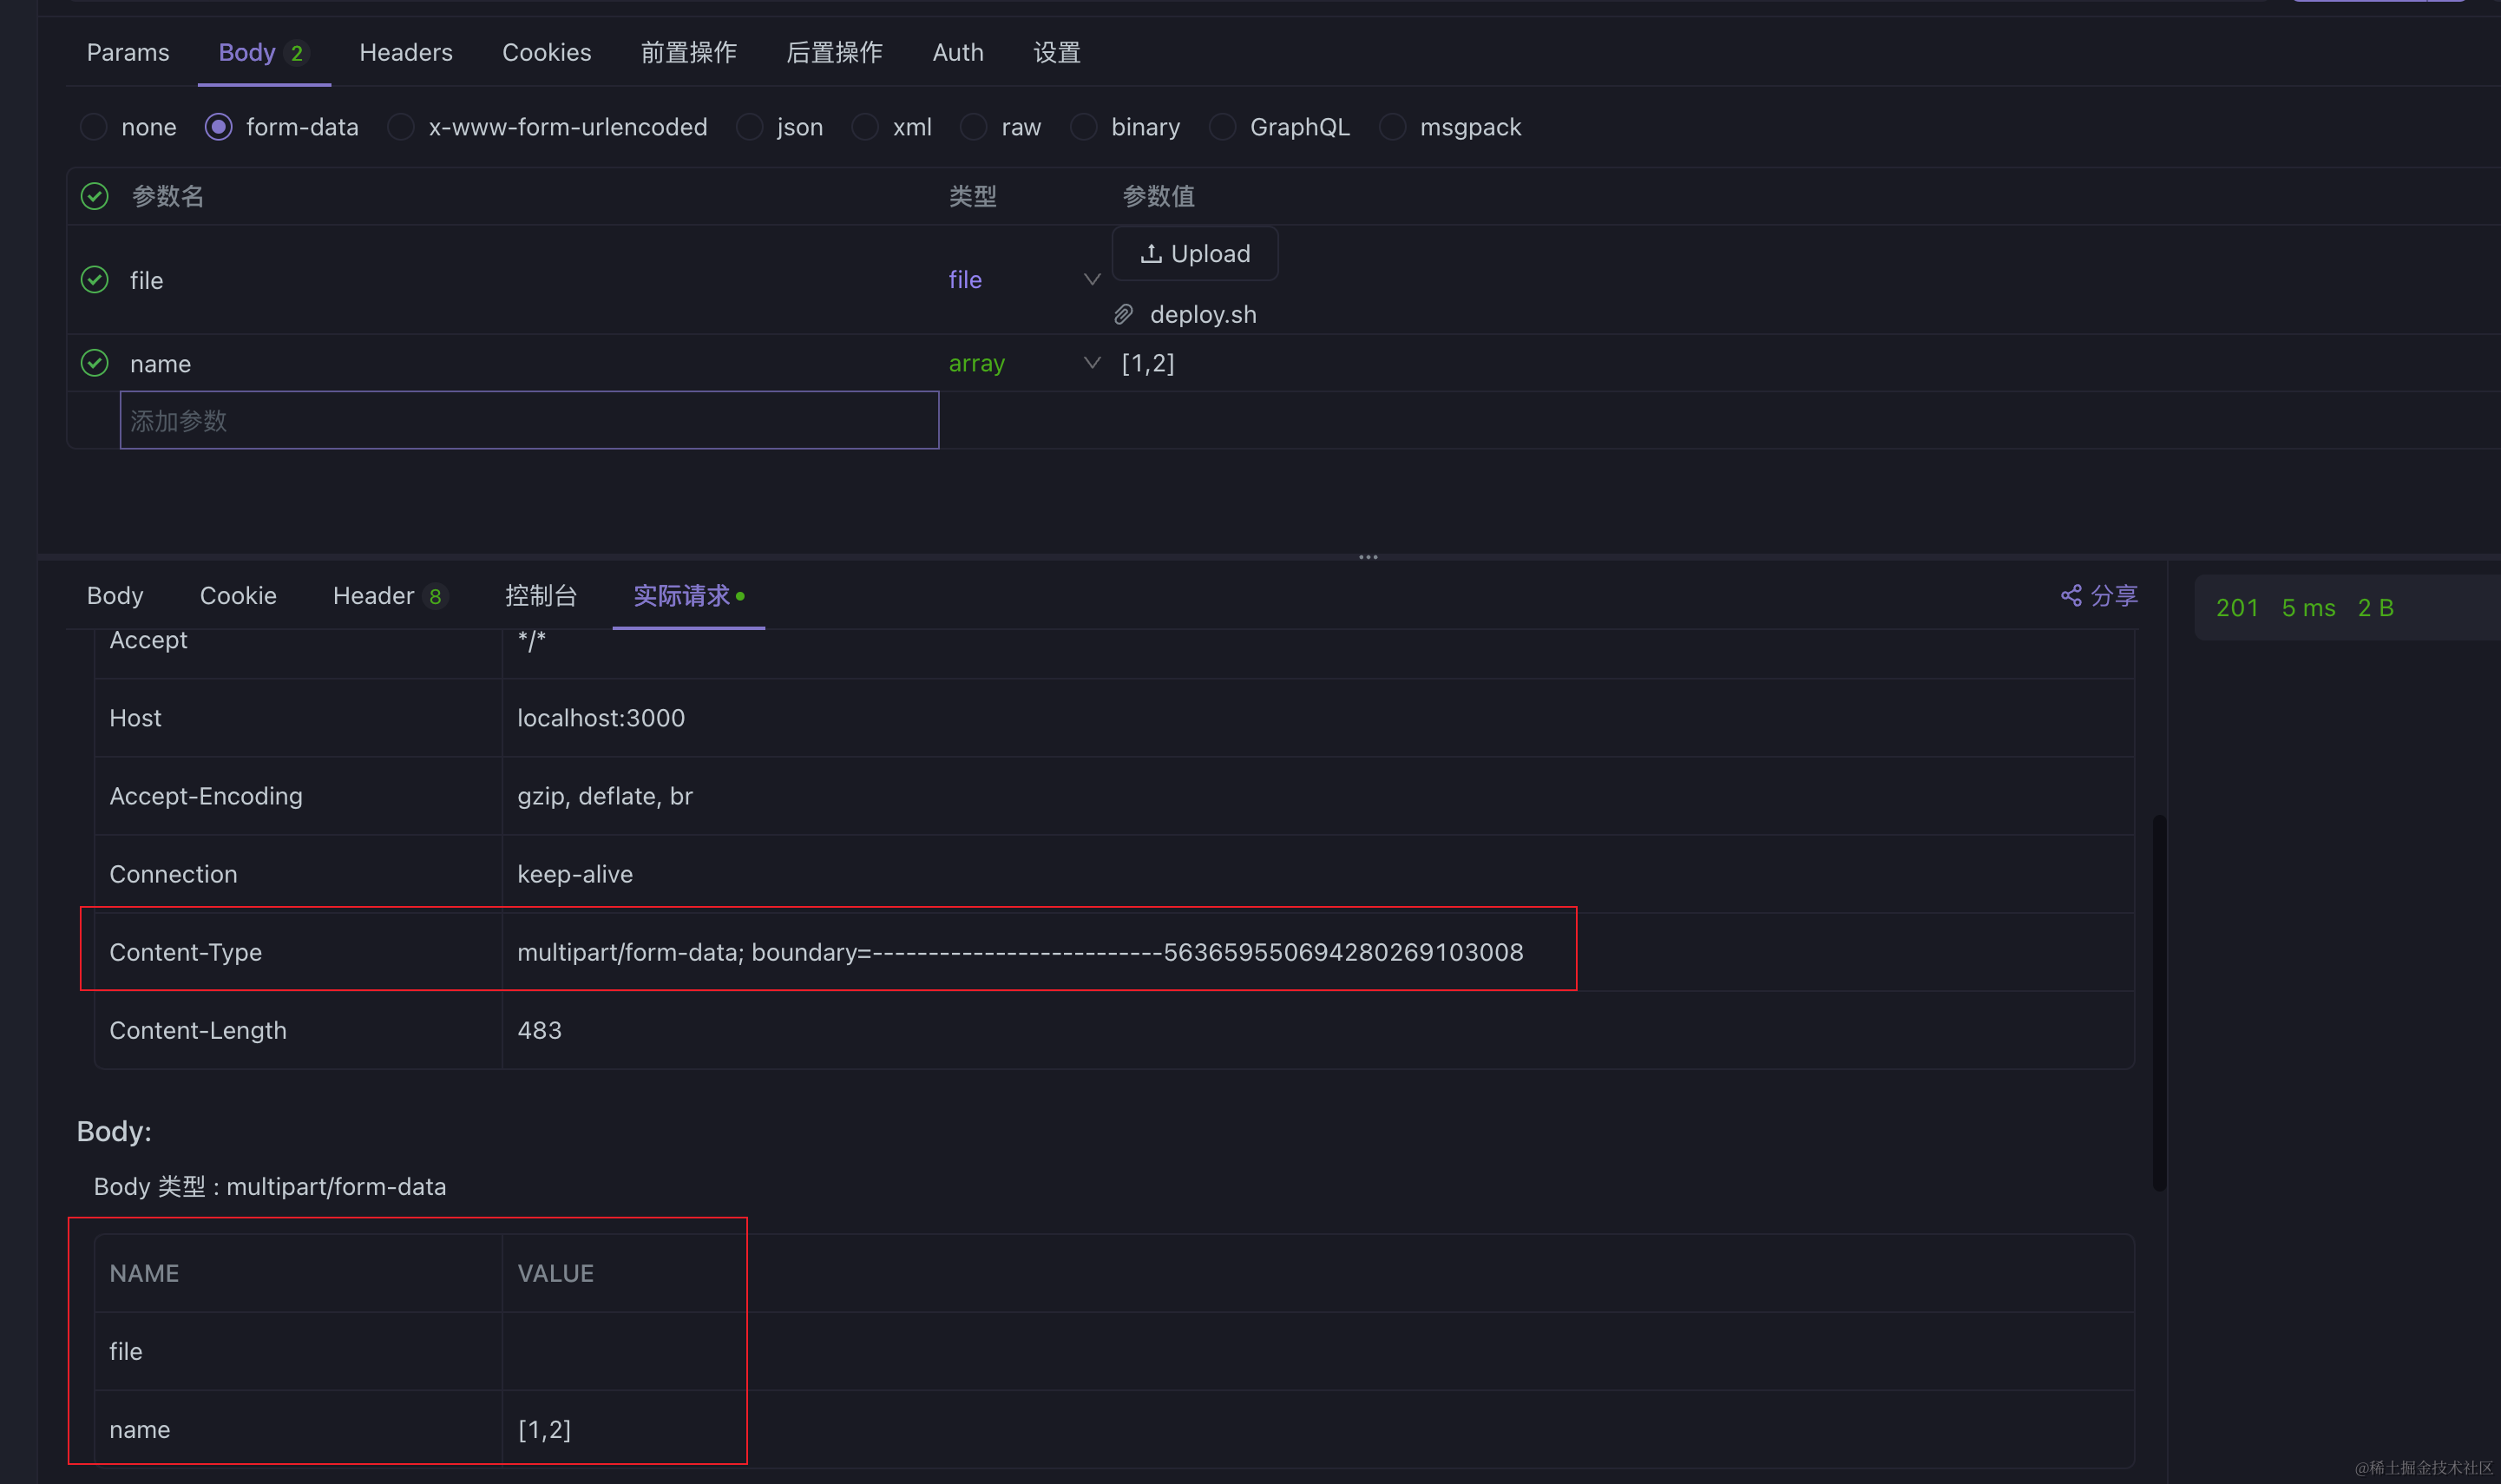 Params Body 2 Headers Cookies 前置操作 后置操作 Auth 设置
none form-data x-www-form-urlencoded json xml raw binary GraphQL msgpack
参数名 类型 参数值
file file Upload
deploy.sh
name array [1,2]
添加参数
Body Cookie Header 8 控制台 实际请求 分享 201 5 ms 2 B
Accept */*
Host localhost:3000
Accept-Encoding gzip, deflate, br
Connection keep-alive
Content-Type multipart/form-data; boundary=--------------------------563659550694280269103008
Content-Length 483
Body:
Body 类型 : multipart/form-data
NAME VALUE
file
name [1,2]
@稀土掘金技术社区